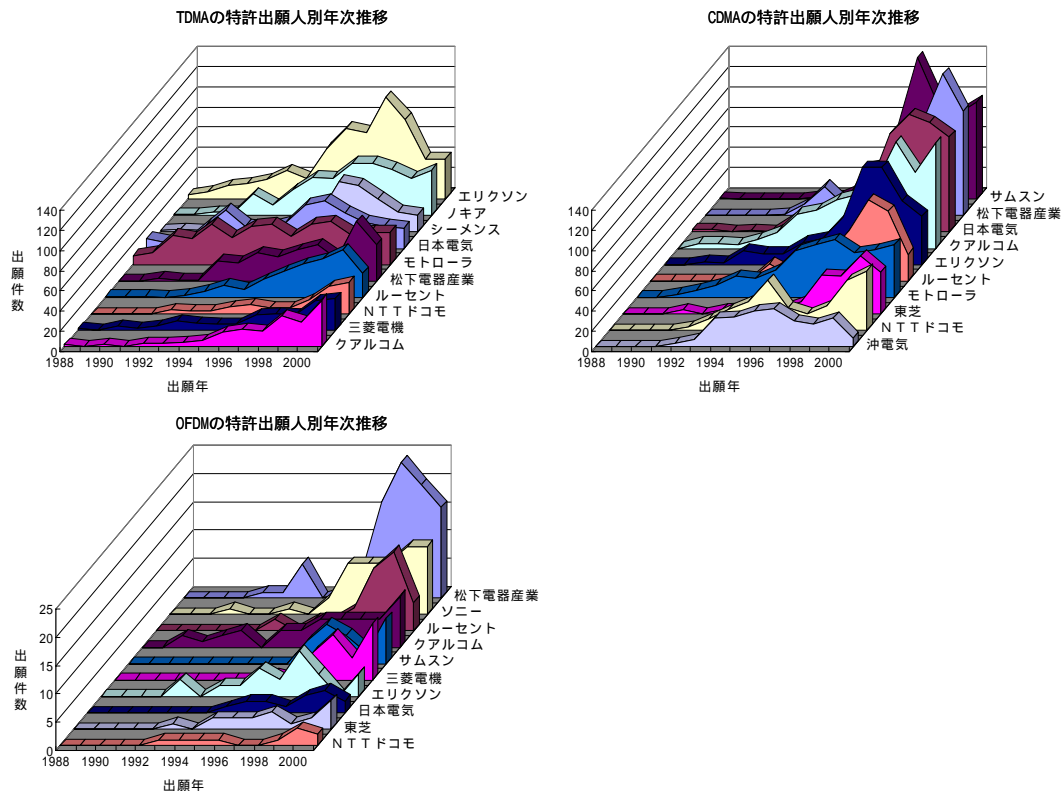 TDMAの特許出願人別年次推移
エリクソン
ノキア
シーメンス
日本電気
モトローラ
松下電器産業
ルーセント
NTTドコモ
三菱電機
クアルコム
140
120
100
80
60
40
20
0
出願件数
1988 1990 1992 1994 1996 1998 2000
出願年
CDMAの特許出願人別年次推移
サムスン
松下電器産業
日本電気
クアルコム
エリクソン
ルーセント
モトローラ
東芝
NTTドコモ
沖電気
140
120
100
80
60
40
20
0
出願件数
1988 1990 1992 1994 1996 1998 2000
出願年
OFDMの特許出願人別年次推移
松下電器産業
ソニー
ルーセント
クアルコム
サムスン
三菱電機
エリクソン
日本電気
東芝
NTTドコモ
25
20
15
10
5
0
出願件数
1988 1990 1992 1994 1996 1998 2000
出願年